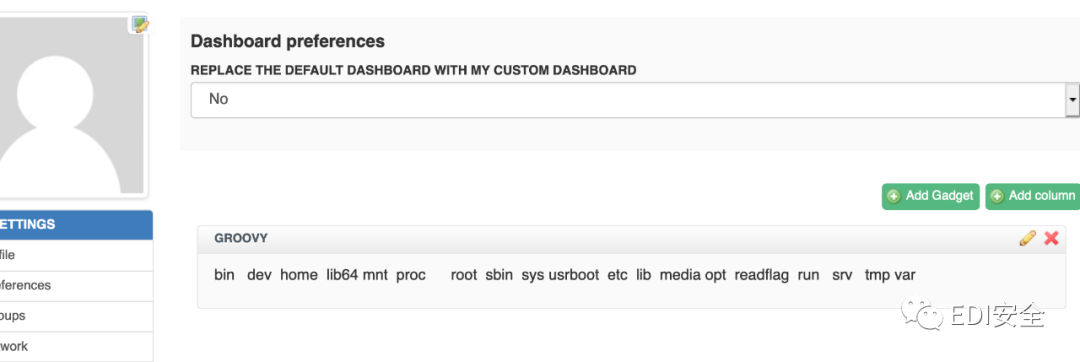 Dashboard preferences
REPLACE THE DEFAULT DASHBOARD WITH MY CUSTOM DASHBOARD
No
Add Gadget Add column
ETTINGS
file
eferences
oups
work
GROOVY
bin dev home lib64 mnt proc root sbin sys usrboot etc lib media opt readflag run srv tmp var
EDI安全